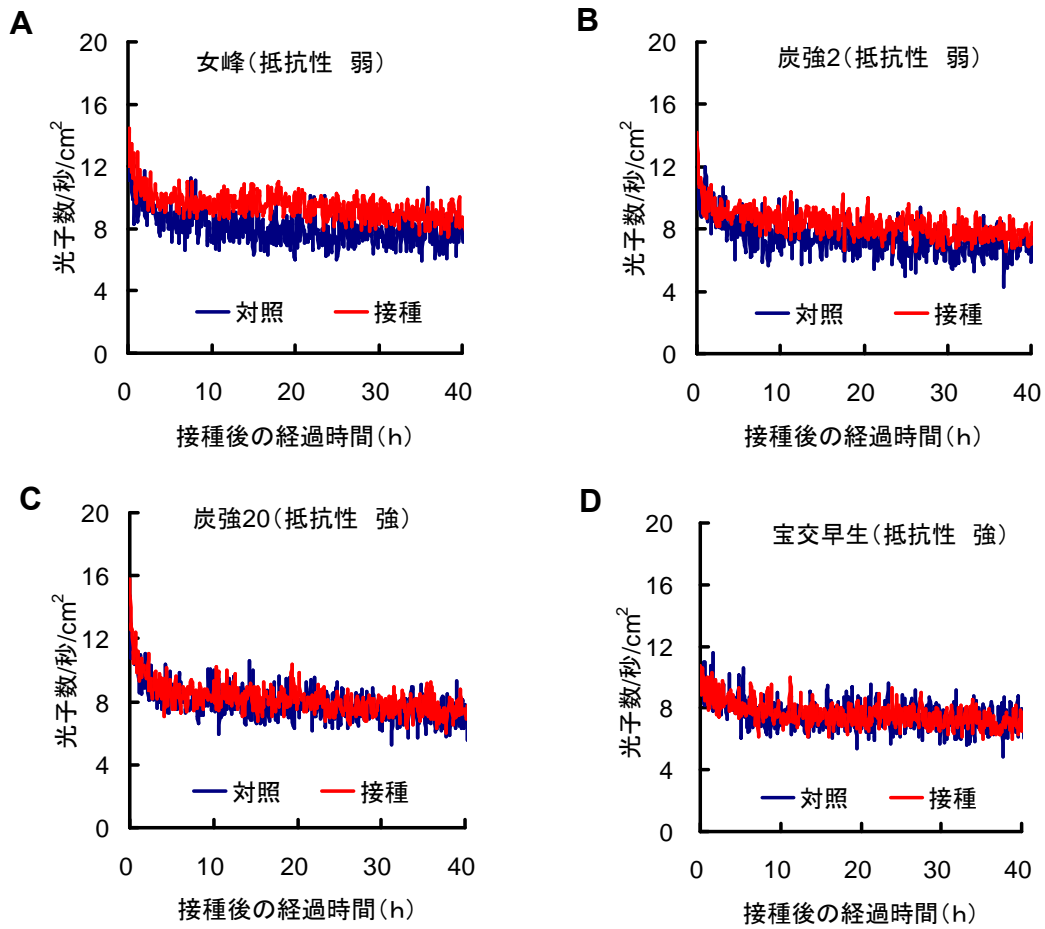 A
女峰(抵抗性 弱)
光子数/秒/cm²
20
16
12
8
4
0
対照 接種
0 10 20 30 40
接種後の経過時間(h)
B
炭強2(抵抗性 弱)
光子数/秒/cm²
20
16
12
8
4
0
対照 接種
0 10 20 30 40
接種後の経過時間(h)
C
炭強20(抵抗性 強)
光子数/秒/cm²
20
16
12
8
4
0
対照 接種
0 10 20 30 40
接種後の経過時間(h)
D
宝交早生(抵抗性 強)
光子数/秒/cm²
20
16
12
8
4
0
対照 接種
0 10 20 30 40
接種後の経過時間(h)